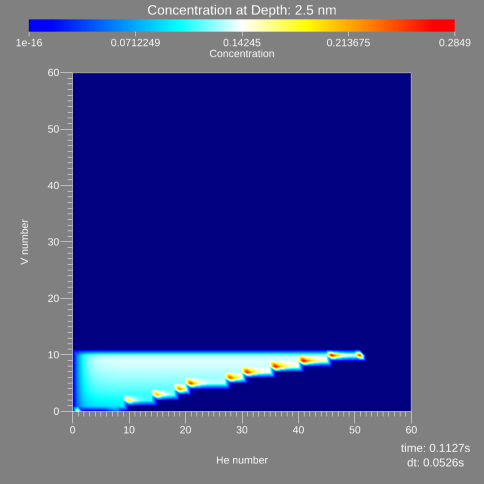 Concentration at Depth: 2.5 nm
1e-16 0.0712249 0.14245 0.213675 0.2849
Concentration
60
50
40
30
20
10
0
V number
0 10 20 30 40 50 60
He number
time: 0.1127s
dt: 0.0526s